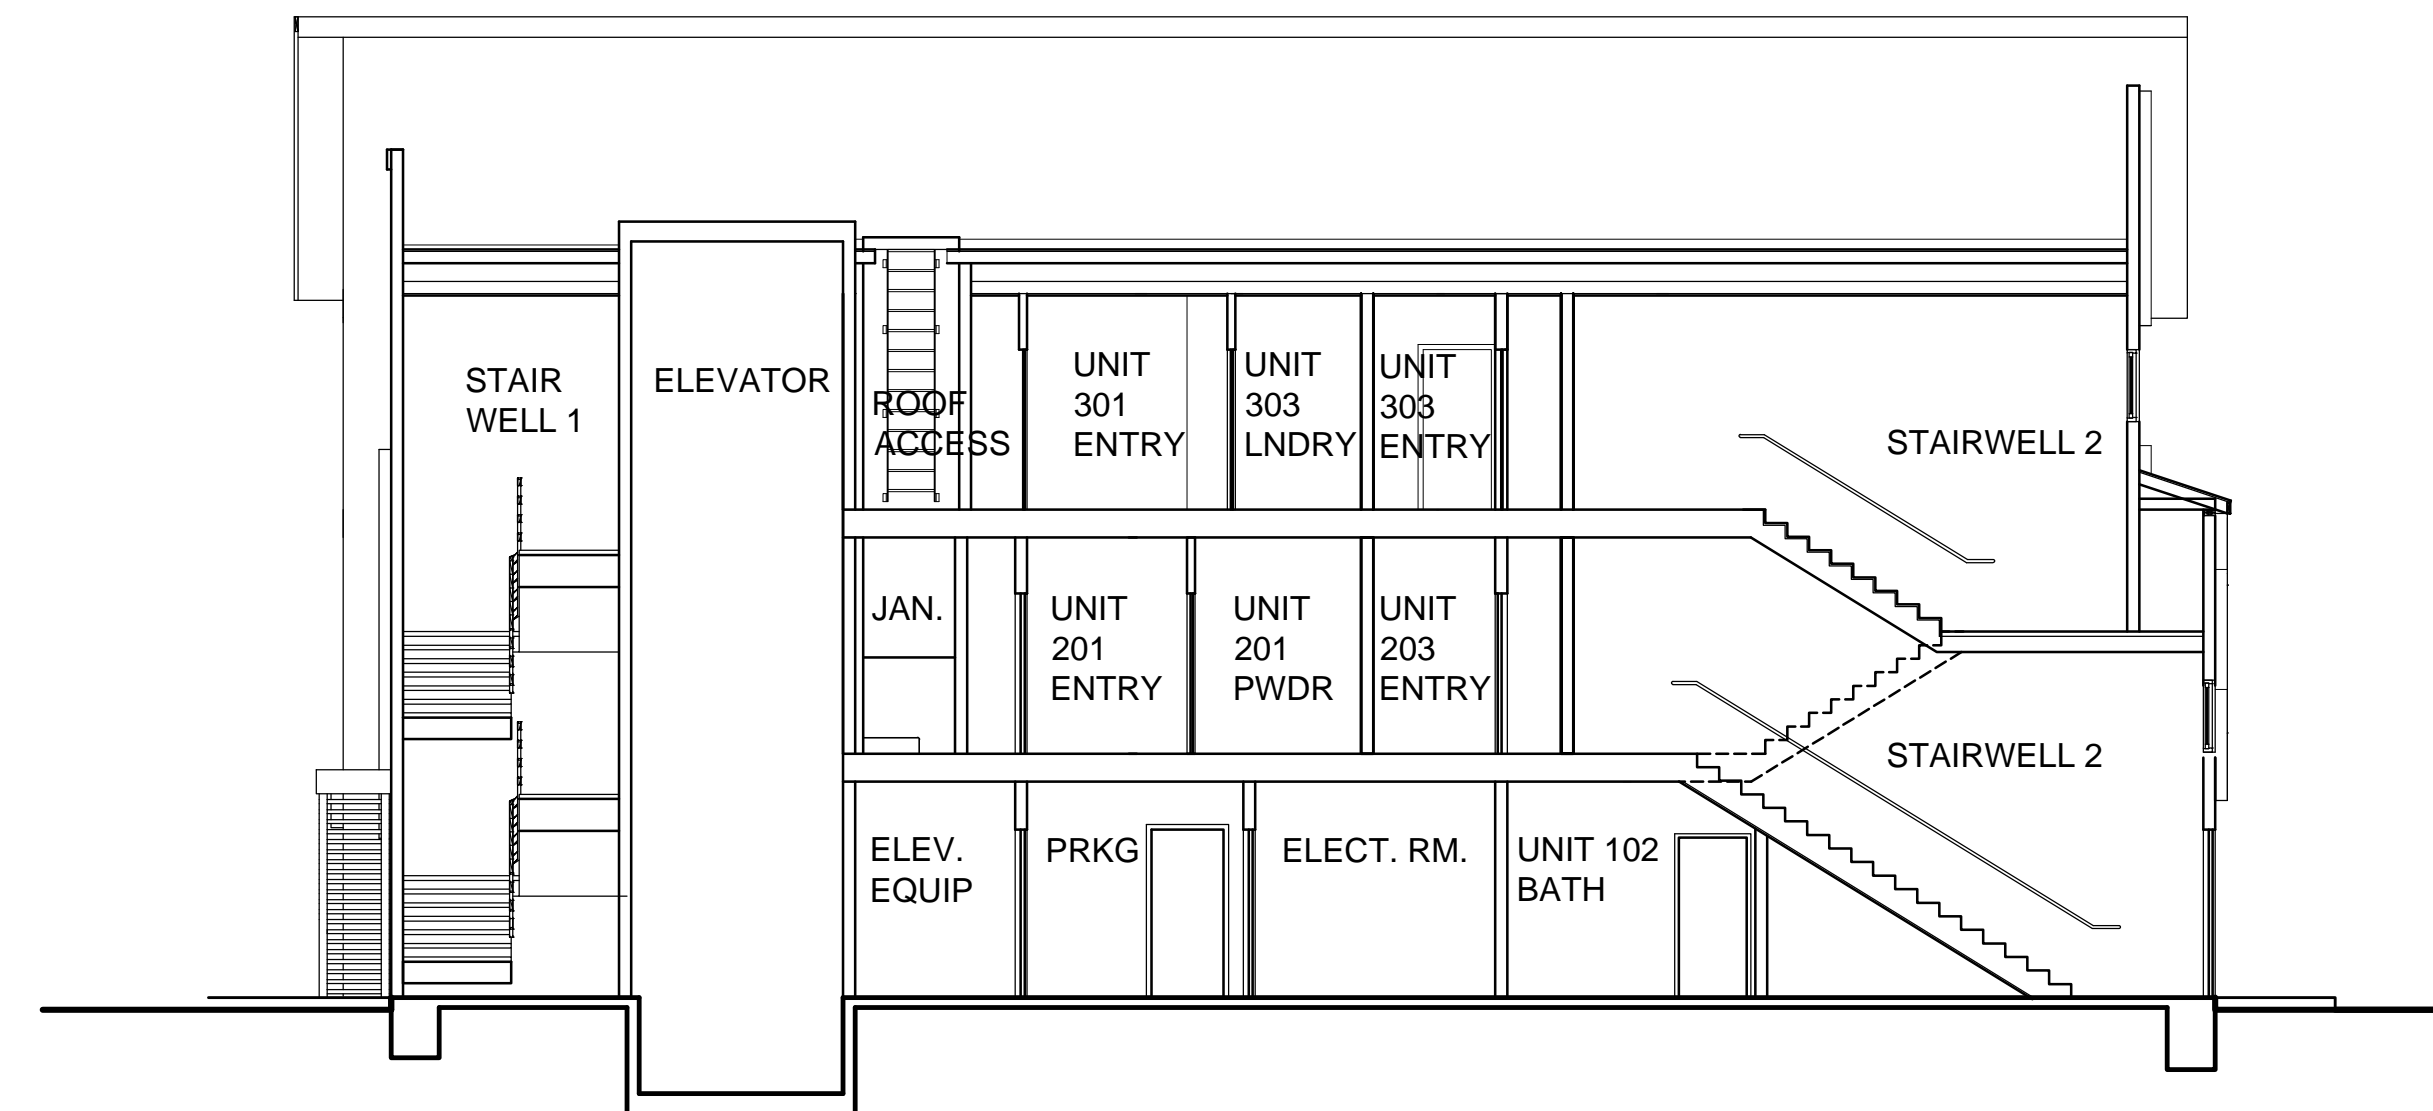 STAIR
WELL 1
ELEVATOR
ROOF
ACCESS
UNIT
301
ENTRY
UNIT
303
LNDRY
UNIT
303
ENTRY
STAIRWELL 2
JAN.
UNIT
201
ENTRY
UNIT
201
PWDR
UNIT
203
ENTRY
STAIRWELL 2
ELEV.
EQUIP
PRKG
ELECT. RM.
UNIT 102
BATH